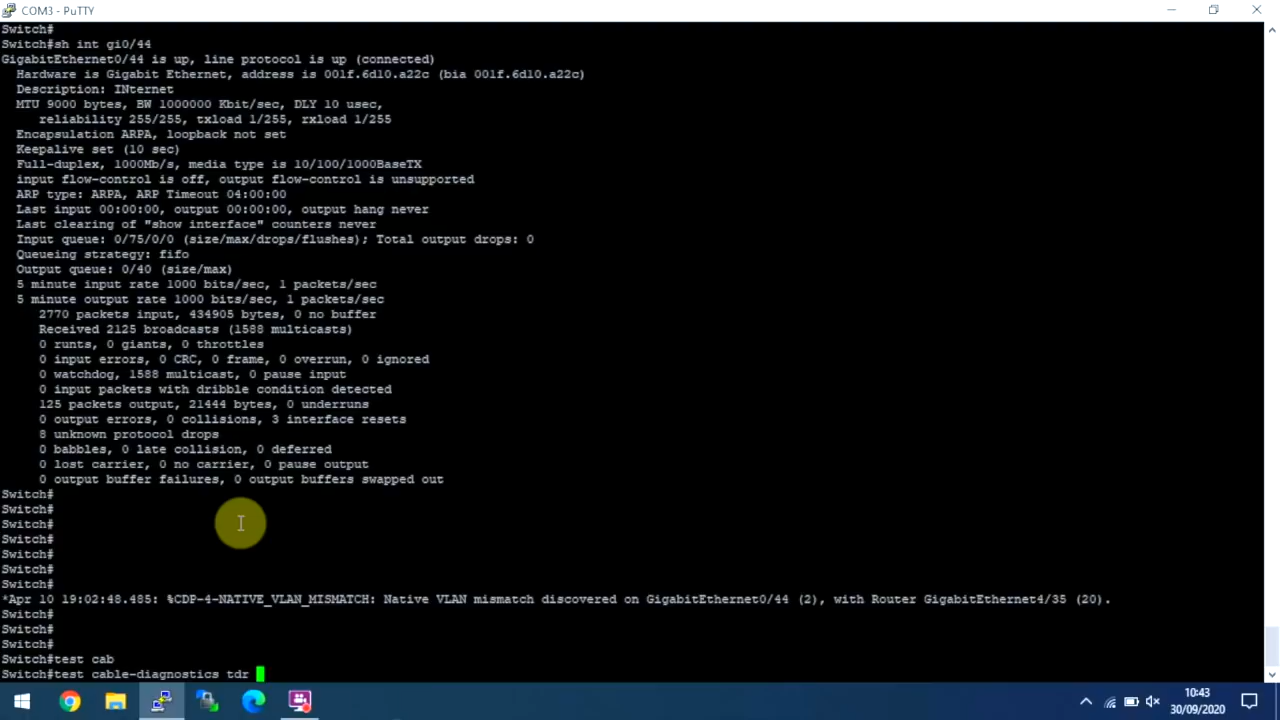 COM3 - PuTTY
Switch#
Switch#sh int gi0/44
GigabitEthernet0/44 is up, line protocol is up (connected)
Hardware is Gigabit Ethernet, address is 001f.6d10.a22c (bia 001f.6d10.a22c)
Description: INternet
MTU 9000 bytes, BW 1000000 Kbit/sec, DLY 10 usec,
reliability 255/255, txload 1/255, rxload 1/255
Encapsulation ARPA, loopback not set
Keepalive set (10 sec)
Full-duplex, 1000Mb/s, media type is 10/100/1000BaseTX
input flow-control is off, output flow-control is unsupported
ARP type: ARPA, ARP Timeout 04:00:00
Last input 00:00:00, output 00:00:00, output hang never
Last clearing of "show interface" counters never
Input queue: 0/75/0/0 (size/max/drops/flushes); Total output drops: 0
Queueing strategy: fifo
Output queue: 0/40 (size/max)
5 minute input rate 1000 bits/sec, 1 packets/sec
5 minute output rate 1000 bits/sec, 1 packets/sec
2770 packets input, 434905 bytes, 0 no buffer
Received 2125 broadcasts (1588 multicasts)
0 runts, 0 giants, 0 throttles
0 input errors, 0 CRC, 0 frame, 0 overrun, 0 ignored
0 watchdog, 1588 multicast, 0 pause input
0 input packets with dribble condition detected
125 packets output, 21444 bytes, 0 underruns
0 output errors, 0 collisions, 3 interface resets
8 unknown protocol drops
0 babbles, 0 late collision, 0 deferred
0 lost carrier, 0 no carrier, 0 pause output
0 output buffer failures, 0 output buffers swapped out
Switch#
Switch#
Switch#
Switch#
Switch#
Switch#
Switch#
*Apr 10 19:02:48.485: %CDP-4-NATIVE_VLAN_MISMATCH: Native VLAN mismatch discovered on GigabitEthernet0/44 (2), with Router GigabitEthernet4/35 (20).
Switch#
Switch#
Switch#
Switch#test cab
Switch#test cable-diagnostics tdr
10:43
30/09/2020